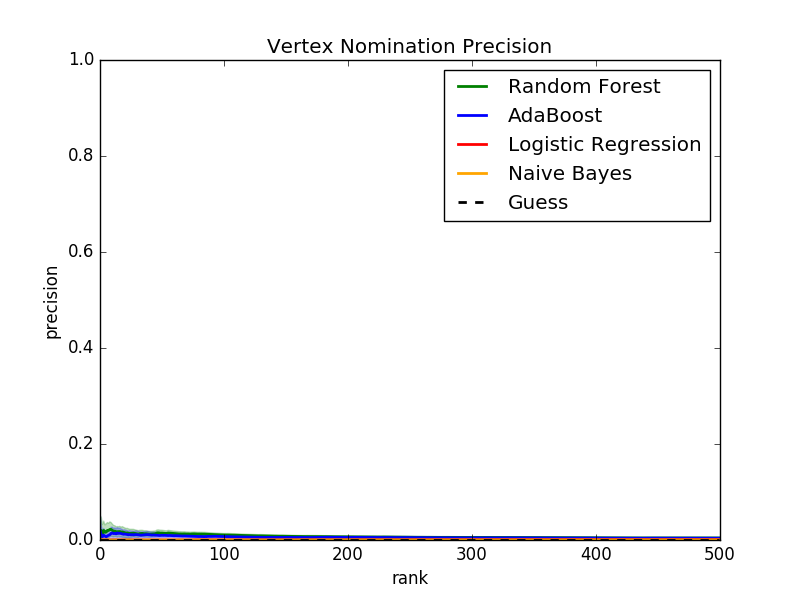 Vertex Nomination Precision
1.0
0.8
0.6
0.4
0.2
0.0
precision
Random Forest
AdaBoost
Logistic Regression
Naive Bayes
Guess
0 100 200 300 400 500
rank